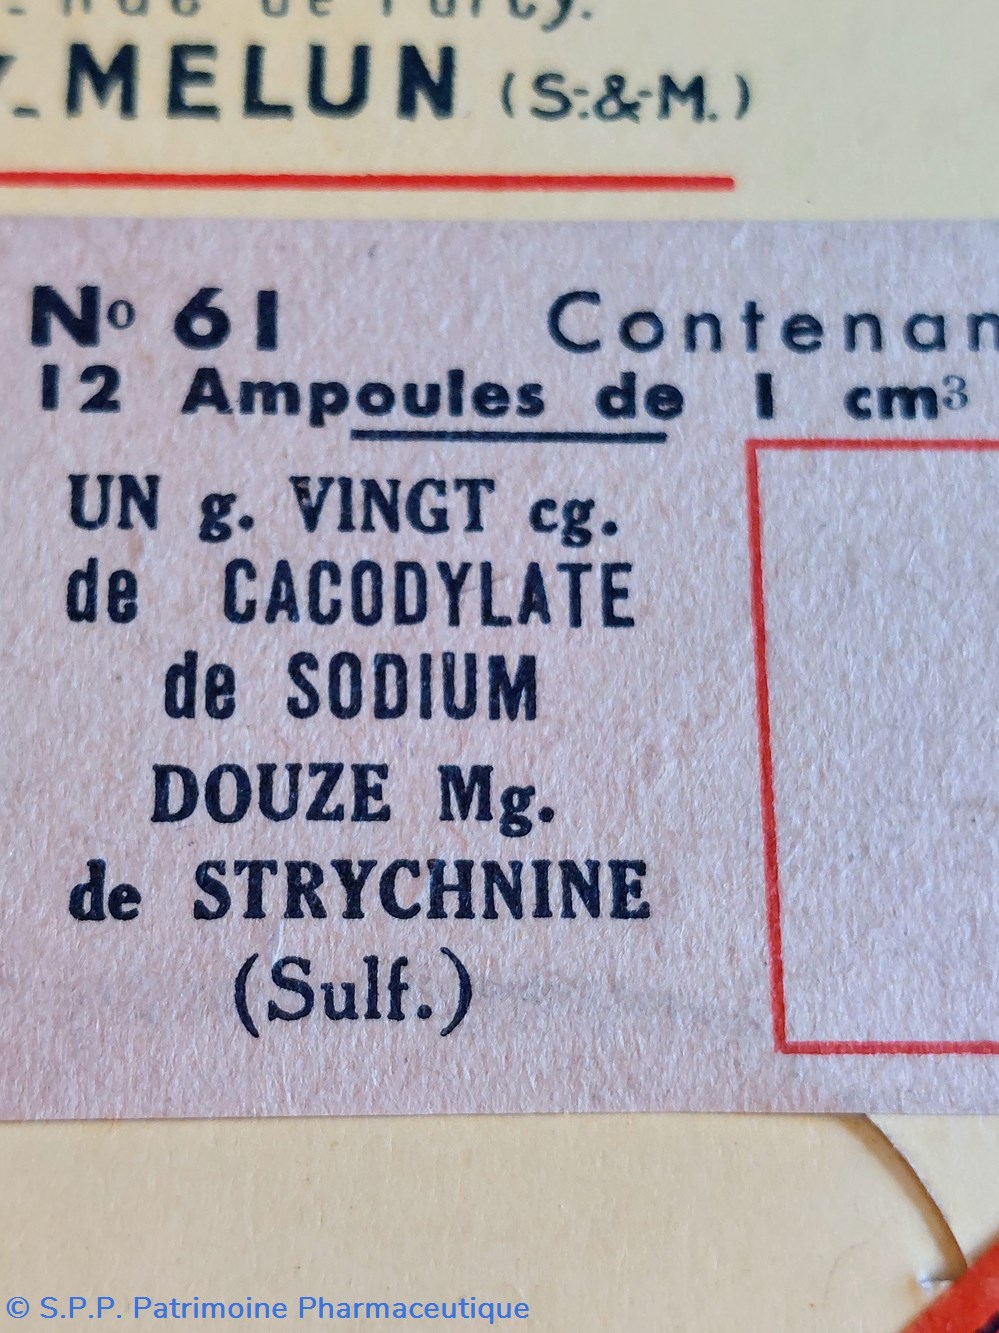 MELUN (S.-&-M.)
No 61 Contenan
12 Ampoules de 1 cm3
UN g. VINGT cg.
de CACODYLATE
de SODIUM
DOUZE Mg.
de STRYCHNINE
(Sulf.)
© S.P.P. Patrimoine Pharmaceutique